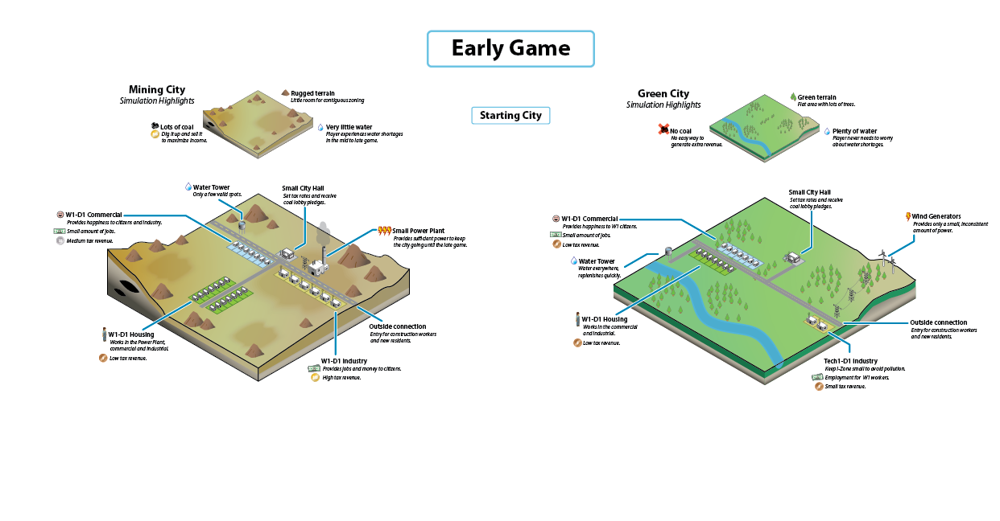 Early Game
Starting City
Mining City
Simulation Highlights
Rugged terrain
Little room for contiguous zoning
Lots of coal
Dig it up and sell it
to maximize income.
Very little water
Player experiences water shortages
in the mid to late game.
Water Tower
Only a few valid spots.
Small City Hall
Set tax rates and receive
coal lobby pledges.
W1-D1 Commercial
Provides happiness to citizens and industry.
Small amount of jobs.
Medium tax revenue.
Small Power Plant
Provides sufficient power to keep
the city going until the late game.
W1-D1 Housing
Works in the Power Plant,
commercial and industrial.
Low tax revenue.
Outside connection
Entry for construction workers
and new residents.
W1-D1 Industry
Provides jobs and money to citizens.
High tax revenue.
Green City
Simulation Highlights
Green terrain
Flat area with lots of trees.
No coal
No easy way to
generate extra revenue.
Plenty of water
Player never needs to worry
about water shortages.
Small City Hall
Set tax rates and receive
coal lobby pledges.
W1-D1 Commercial
Provides happiness to W1 citizens.
Small amount of jobs.
Low tax revenue.
Wind Generators
Provides only a small, inconsistent
amount of power.
Water Tower
Water everywhere,
replenishes quickly.
W1-D1 Housing
Works in the commercial
and industrial.
Low tax revenue.
Outside connection
Entry for construction workers
and new residents.
Tech1-D1 Industry
Keep I-Zone small to avoid pollution.
Employment for W1 workers.
Small tax revenue.